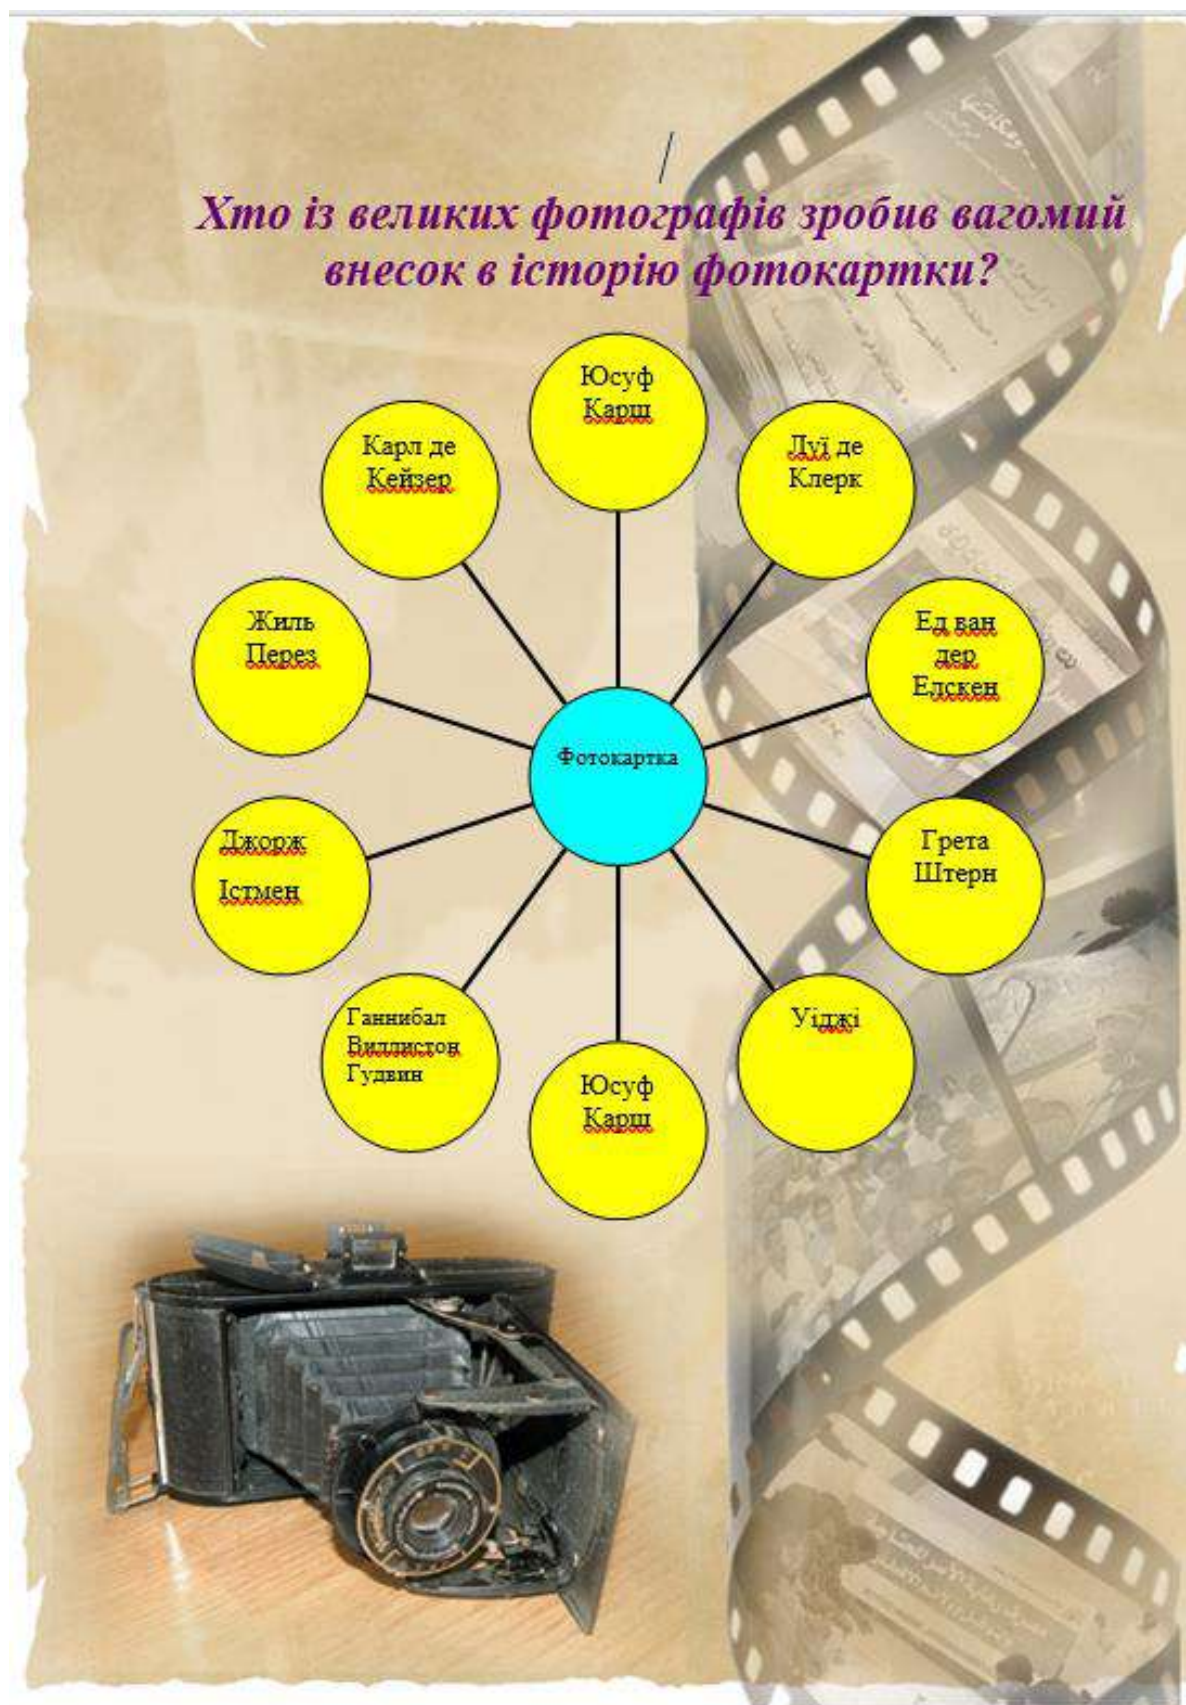 Хто із великих фотографів зробив вагомий
внесок в історію фотокартки?
Юсуф
Карш
Луї де
Клерк
Ед ван
дер
Елскен
Грета
Штерн
Уіджі
Юсуф
Карш
Ганнибал
Виллистон
Гудвин
Джорж
Істмен
Жиль
Перез
Карл де
Кейзер
Фотокартка